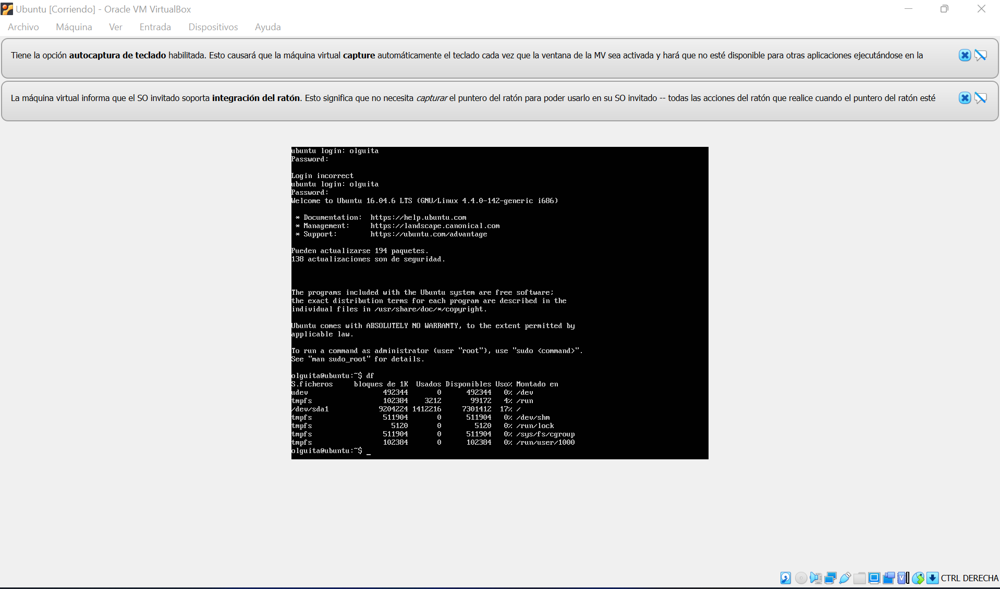 Ubuntu [Corriendo] - Oracle VM VirtualBox
Archivo Máquina Ver Entrada Dispositivos Ayuda
Tiene la opción autocaptura de teclado habilitada. Esto causará que la máquina virtual capture automáticamente el teclado cada vez que la ventana de la MV sea activada y hará que no esté disponible para otras aplicaciones ejecutándose en la
La máquina virtual informa que el SO invitado soporta integración del ratón. Esto significa que no necesita capturar el puntero del ratón para poder usarlo en su SO invitado -- todas las acciones del ratón que realice cuando el puntero del ratón esté
ubuntu login: olguita
Password:
Login incorrect
ubuntu login: olguita
Password:
Welcome to Ubuntu 16.04.6 LTS (GNU/Linux 4.4.0-142-generic i686)
* Documentation:  https://help.ubuntu.com
* Management:     https://landscape.canonical.com
* Support:        https://ubuntu.com/advantage
Pueden actualizarse 194 paquetes.
138 actualizaciones son de seguridad.
The programs included with the Ubuntu system are free software;
the exact distribution terms for each program are described in the
individual files in /usr/share/doc/*/copyright.
Ubuntu comes with ABSOLUTELY NO WARRANTY, to the extent permitted by
applicable law.
To run a command as administrator (user "root"), use "sudo <command>".
See "man sudo_root" for details.
olguita@ubuntu:~$ df
S.ficheros     bloques de 1K  Usados Disponibles Uso% Montado en
udev                  492344       0      492344   0% /dev
tmpfs                 102384    3212       99172   4% /run
/dev/sda1            9204224 1412216     7301412  17% /
tmpfs                 511904       0      511904   0% /dev/shm
tmpfs                   5120       0        5120   0% /run/lock
tmpfs                 511904       0      511904   0% /sys/fs/cgroup
tmpfs                 102384       0      102384   0% /run/user/1000
olguita@ubuntu:~$ _
CTRL DERECHA